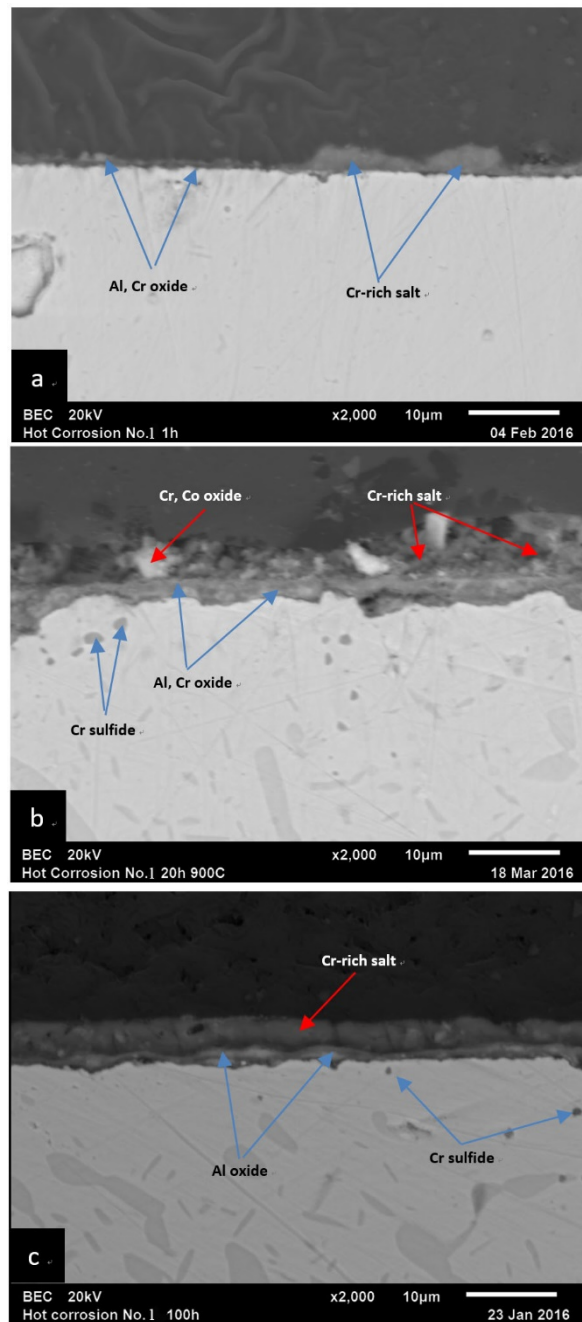 Al, Cr oxide
Cr-rich salt
a
BEC 20kV x2,000 10μm
Hot Corrosion No.1 1h 04 Feb 2016
Cr, Co oxide Cr-rich salt
Al, Cr oxide
Cr sulfide
b
BEC 20kV x2,000 10μm
Hot Corrosion No.1 20h 900C 18 Mar 2016
Cr-rich salt
Al oxide
Cr sulfide
c
BEC 20kV x2,000 10μm
Hot corrosion No.1 100h 23 Jan 2016